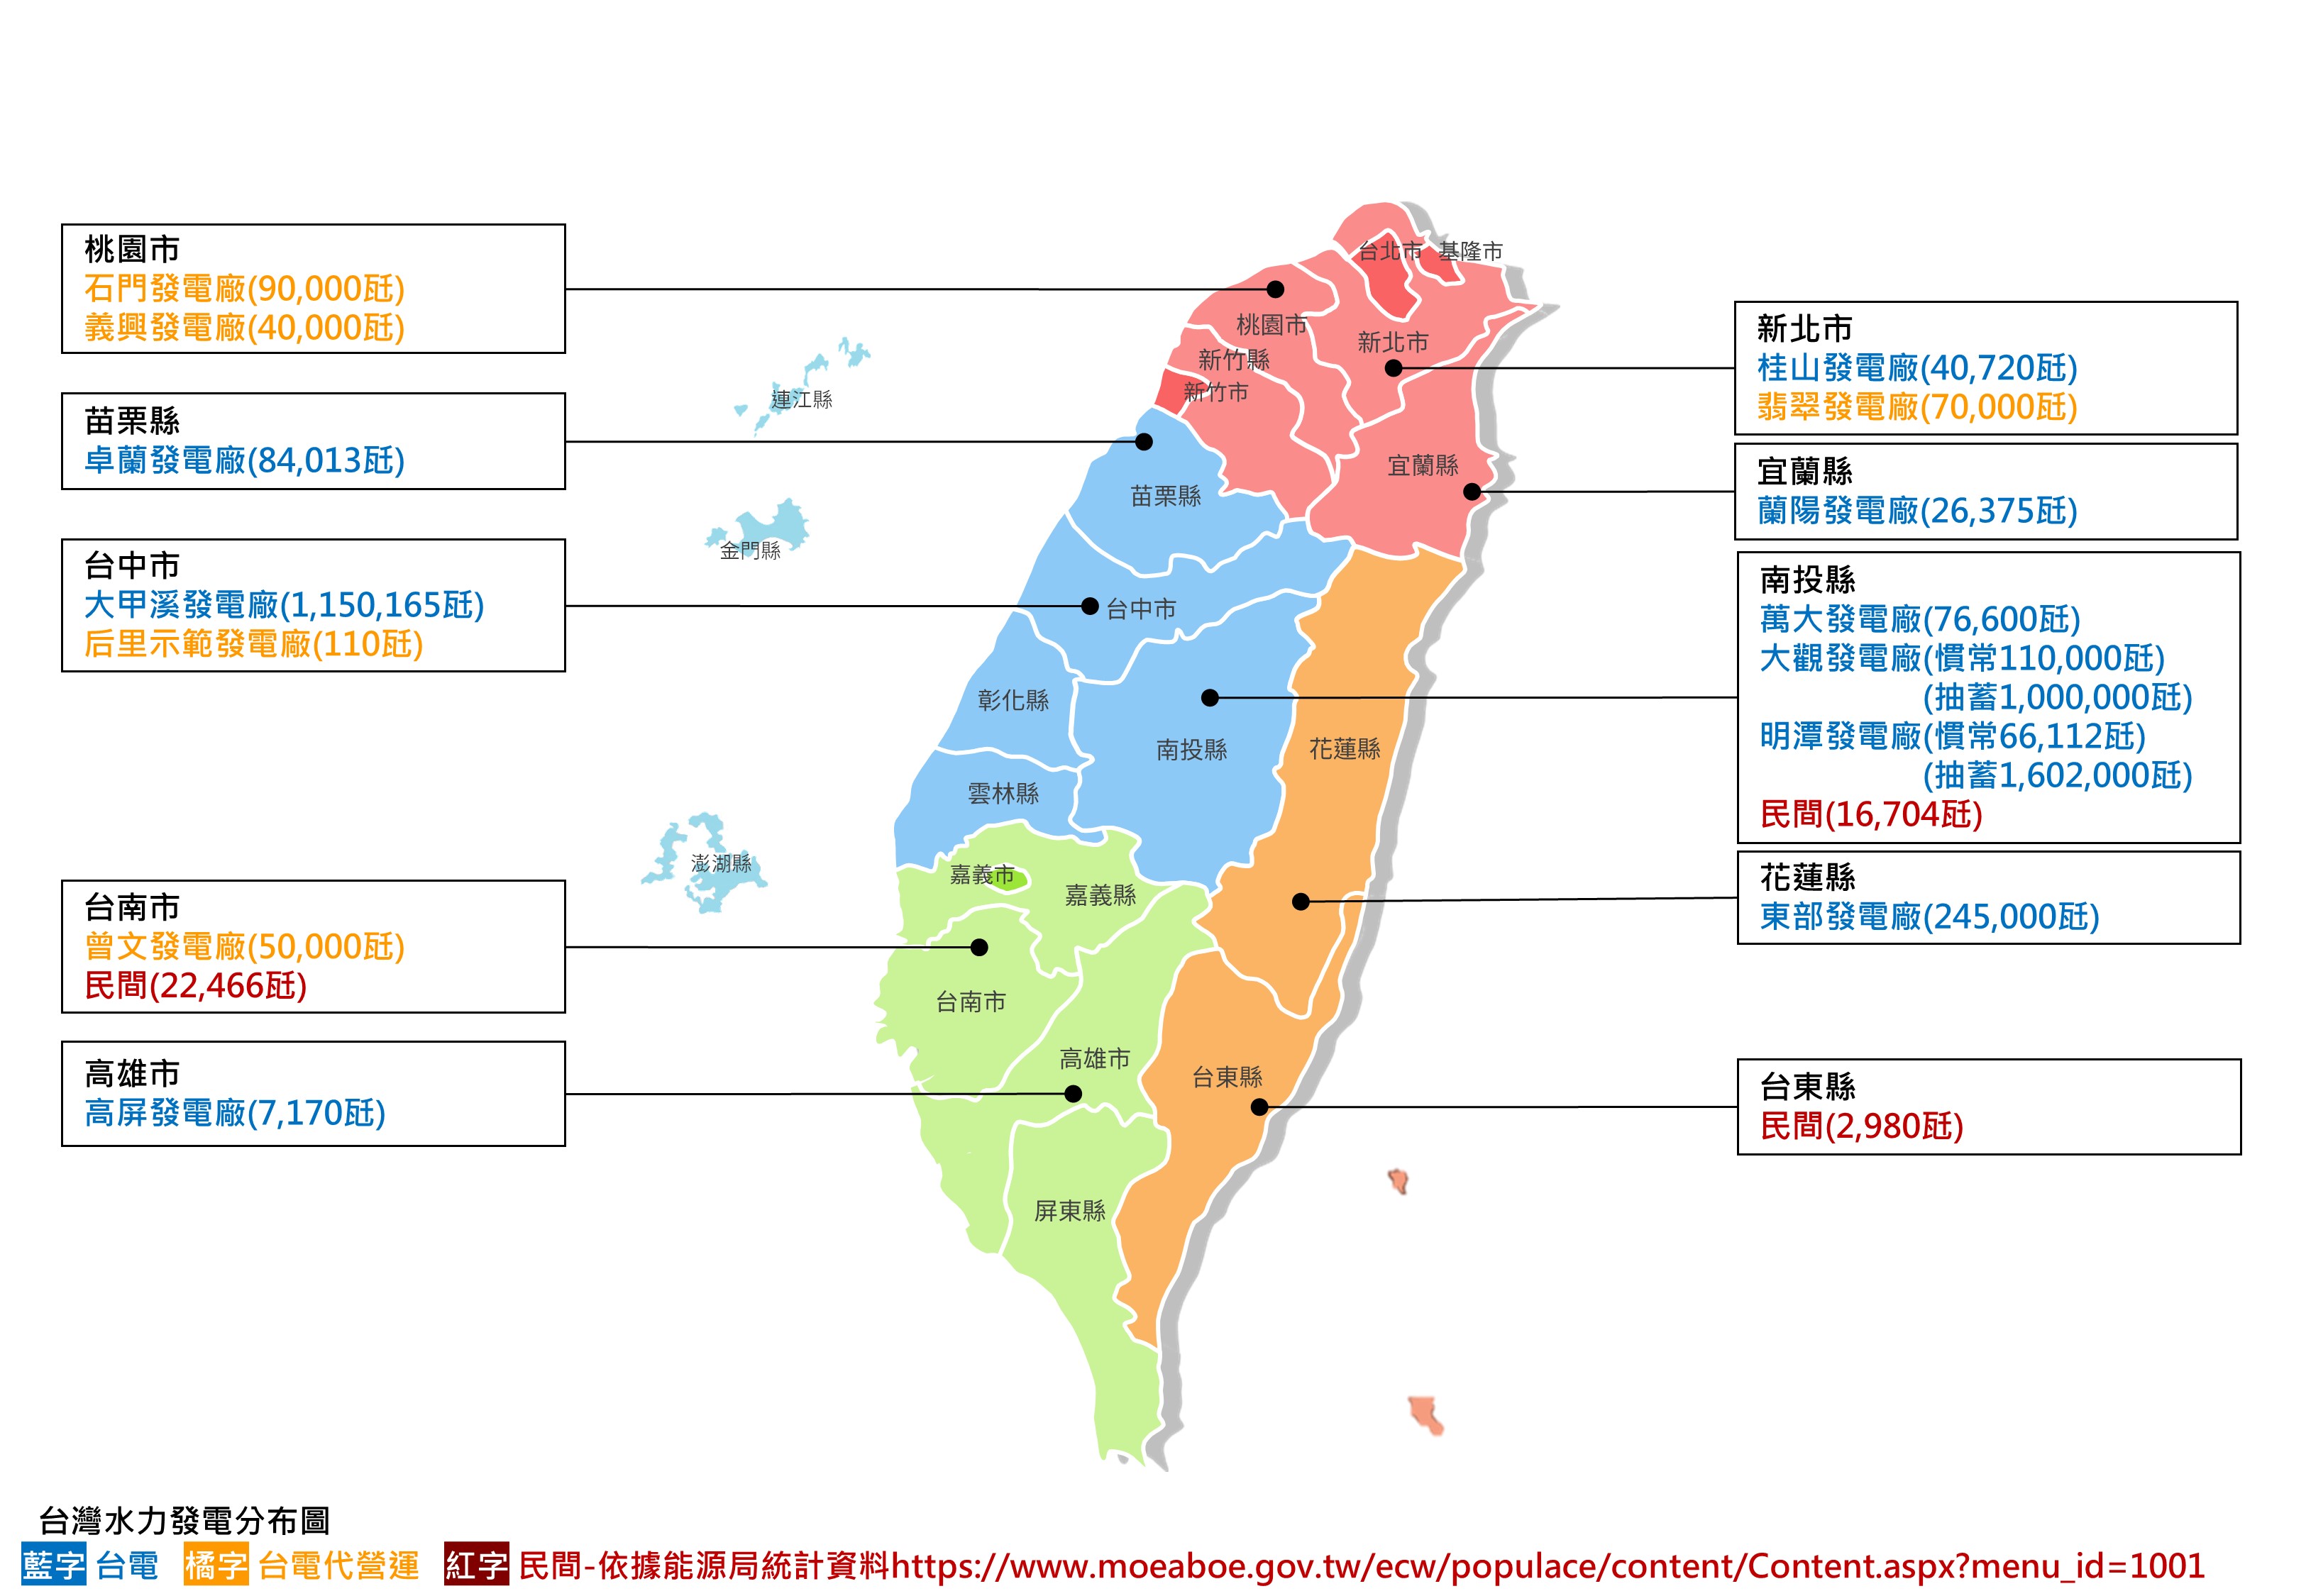 桃園市
石門發電廠(90,000瓩)
義興發電廠(40,000瓩)
苗栗縣
卓蘭發電廠(84,013瓩)
台中市
大甲溪發電廠(1,150,165瓩)
后里示範發電廠(110瓩)
台南市
曾文發電廠(50,000瓩)
民間(22,466瓩)
高雄市
高屏發電廠(7,170瓩)
連江縣
金門縣
澎湖縣
台北市
基隆市
桃園市
新北市
新竹縣
新竹市
宜蘭縣
苗栗縣
台中市
彰化縣
南投縣
花蓮縣
雲林縣
嘉義市
嘉義縣
台南市
高雄市
台東縣
屏東縣
新北市
桂山發電廠(40,720瓩)
翡翠發電廠(70,000瓩)
宜蘭縣
蘭陽發電廠(26,375瓩)
南投縣
萬大發電廠(76,600瓩)
大觀發電廠(慣常110,000瓩)
(抽蓄1,000,000瓩)
明潭發電廠(慣常66,112瓩)
(抽蓄1,602,000瓩)
民間(16,704瓩)
花蓮縣
東部發電廠(245,000瓩)
台東縣
民間(2,980瓩)
台灣水力發電分布圖
藍字 台電 橘字 台電代營運 紅字 民間-依據能源局統計資料https://www.moeaboe.gov.tw/ecw/populace/content/Content.aspx?menu_id=1001